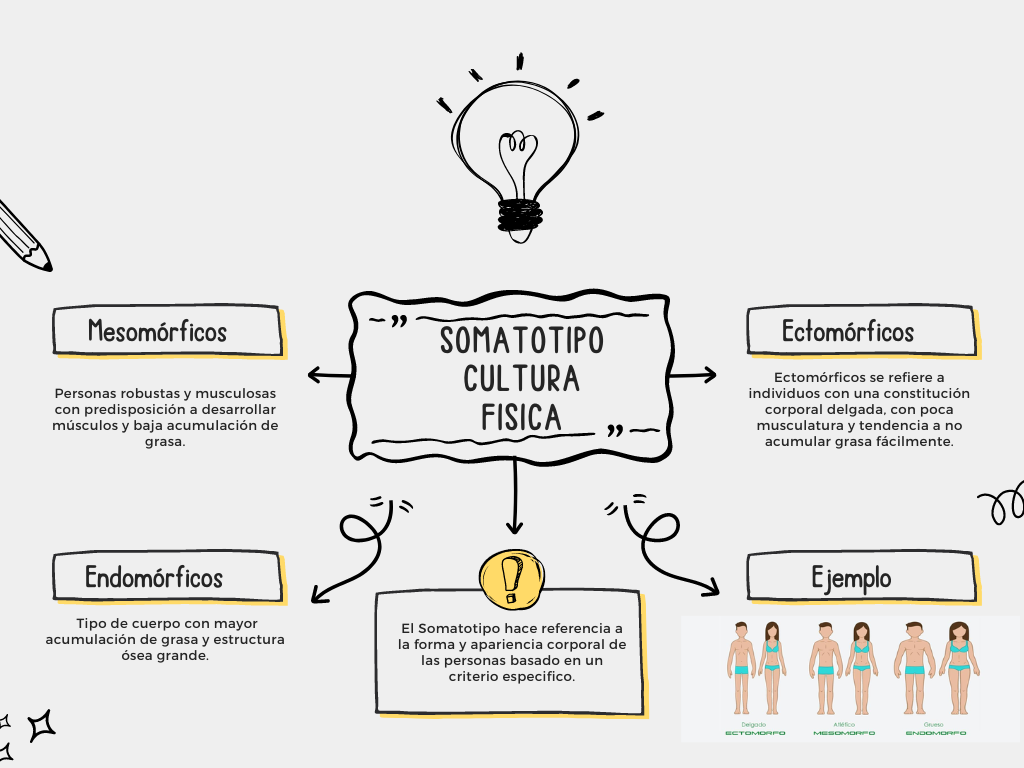 SOMATOTIPO
CULTURA
FISICA
Mesomórficos
Personas robustas y musculosas
con predisposición a desarrollar
músculos y baja acumulación de
grasa.
Ectomórficos
Ectomórficos se refiere a
individuos con una constitución
corporal delgada, con poca
musculatura y tendencia a no
acumular grasa fácilmente.
Endomórficos
Tipo de cuerpo con mayor
acumulación de grasa y estructura
ósea grande.
!
El Somatotipo hace referencia a
la forma y apariencia corporal de
las personas basado en un
criterio especifico.
Ejemplo
Delgado Atlético Grueso
ECTOMORFO MESOMORFO ENDOMORFO